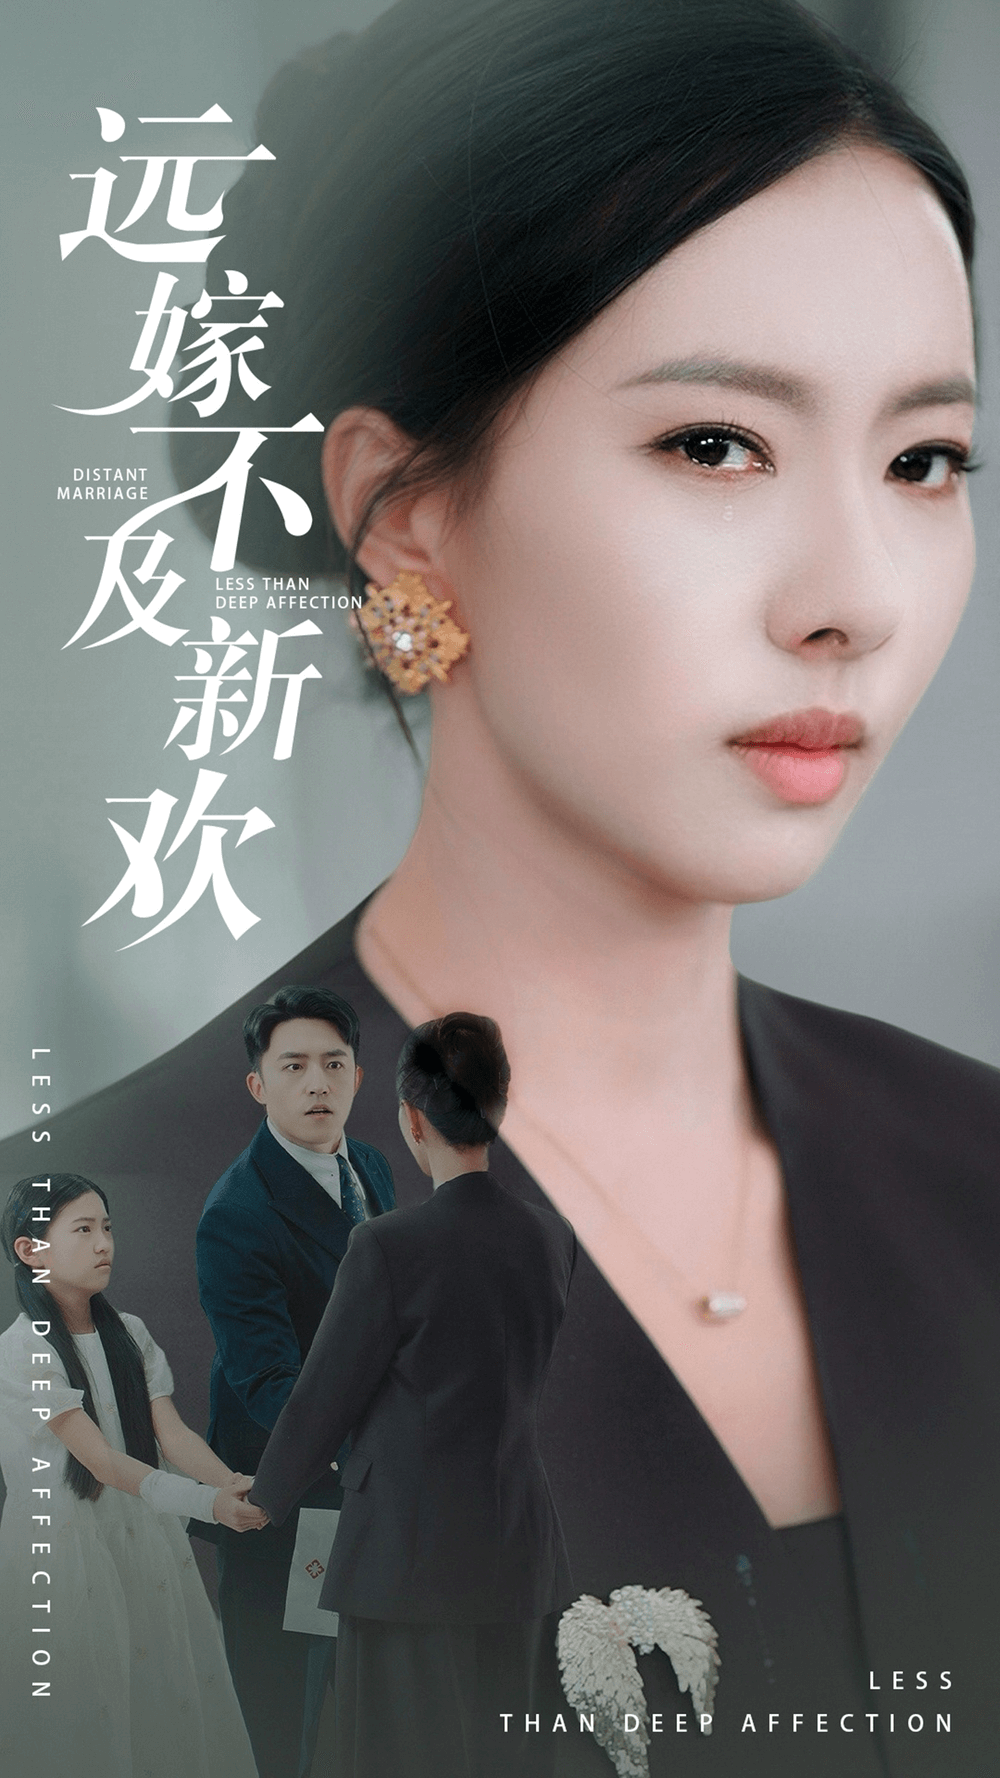 远嫁不及新欢
DISTANT
MARRIAGE
LESS THAN
DEEP AFFECTION
LESS THAN DEEP AFFECTION
LESS
THAN DEEP AFFECTION